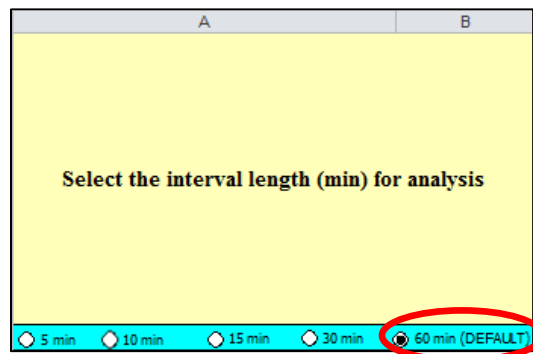 A B
Select the interval length (min) for analysis
5 min 10 min 15 min 30 min 60 min (DEFAULT)